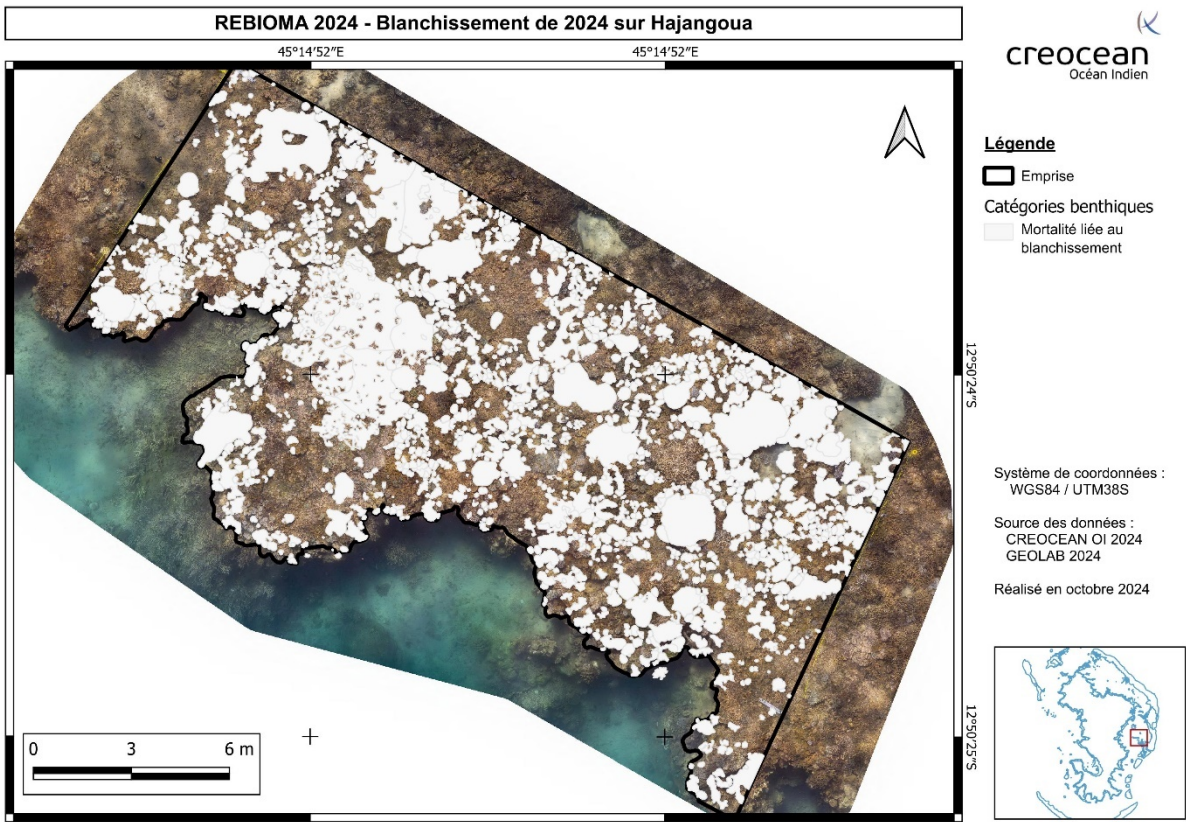 REBIOMA 2024 - Blanchissement de 2024 sur Hajangoua
creocean
Océan Indien
45°14′52″E
45°14′52″E
12°50′24″S
12°50′25″S
Légende
Emprise
Catégories benthiques
Mortalité liée au
blanchissement
Système de coordonnées :
WGS84 / UTM38S
Source des données :
CREOCEAN OI 2024
GEOLAB 2024
Réalisé en octobre 2024
0 3 6 m